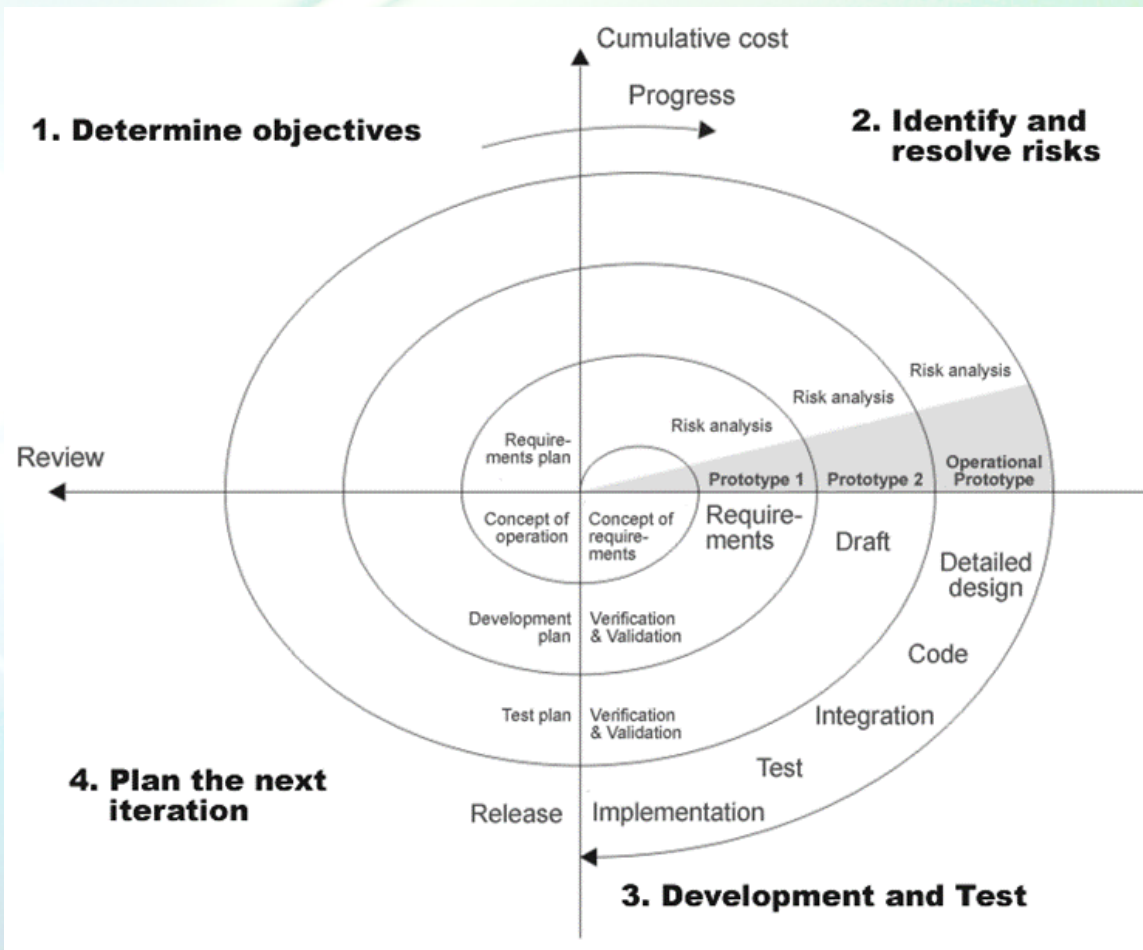 Cumulative cost
Progress
1. Determine objectives
2. Identify and
resolve risks
Risk analysis
Risk analysis
Risk analysis
Require-
ments plan
Review
Prototype 1
Prototype 2
Operational
Prototype
Concept of
operation
Concept of
require-
ments
Require-
ments
Draft
Detailed
design
Development
plan
Verification
& Validation
Code
Test plan
Verification
& Validation
Integration
Test
4. Plan the next
iteration
Release
Implementation
3. Development and Test